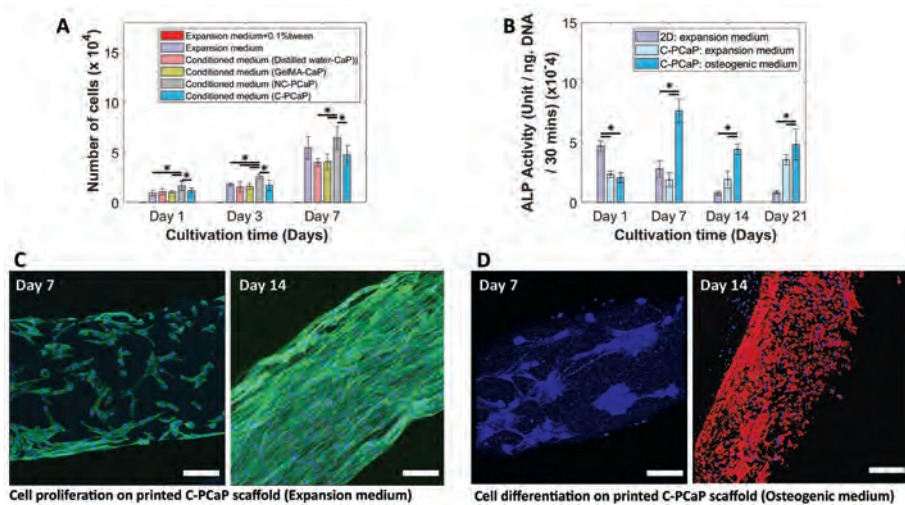 A
Number of cells (x 10⁴)
15
10
5
0
Expansion medium+0.1%tween
Expansion medium
Conditioned medium (Distilled water-CaP))
Conditioned medium (GelMA-CaP)
Conditioned medium (NC-PCaP)
Conditioned medium (C-PCaP)
*
*
*
*
*
*
Day 1
Day 3
Day 7
Cultivation time (Days)
B
ALP Activity (Unit / ng. DNA
/ 30 mins) (x10⁻4)
15
10
5
0
2D: expansion medium
C-PCaP: expansion medium
C-PCaP: osteogenic medium
*
*
*
*
Day 1
Day 7
Day 14
Day 21
Cultivation time (Days)
C
Day 7
Day 14
Cell proliferation on printed C-PCaP scaffold (Expansion medium)
D
Day 7
Day 14
Cell differentiation on printed C-PCaP scaffold (Osteogenic medium)